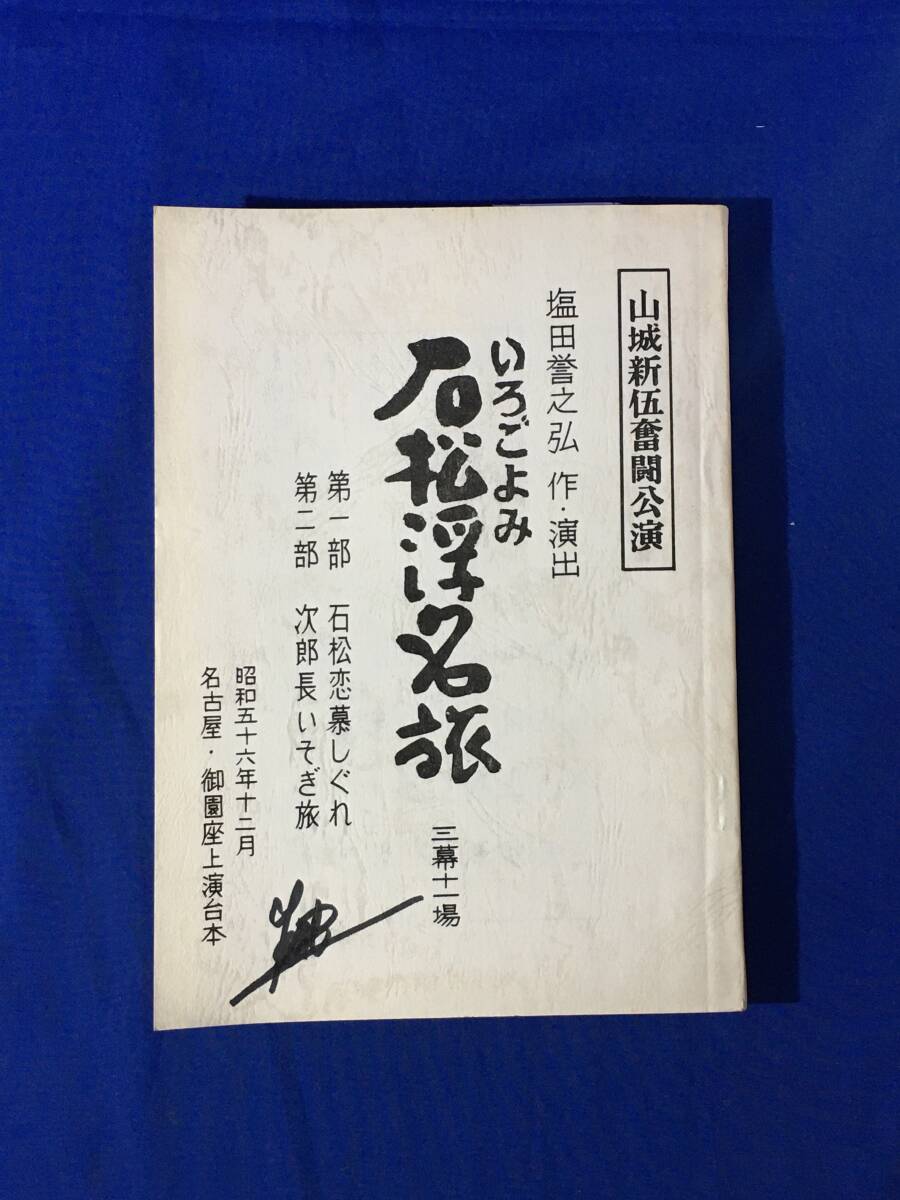 山城新伍奮闘公演
塩田誉之弘 作・演出
いろごよみ
石松浮名旅
三幕十一場
第一部 石松恋慕しぐれ
第二部 次郎長いそぎ旅
昭和五十六年十二月
名古屋・御園座上演台本